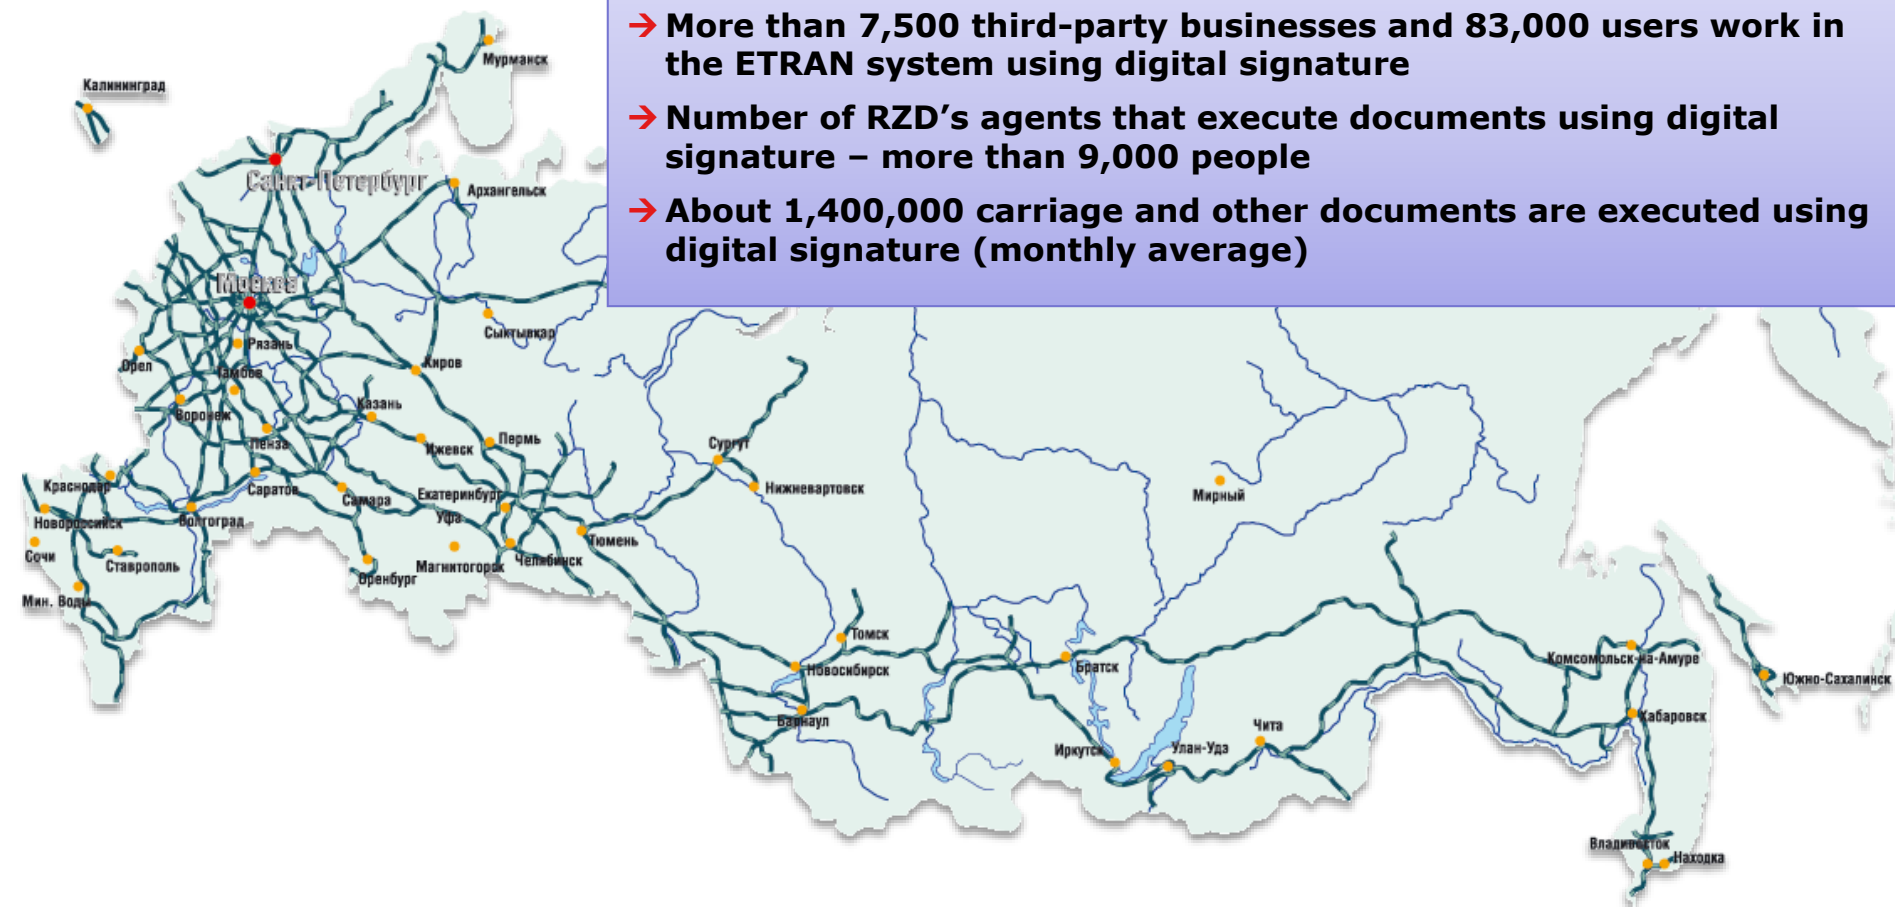 → More than 7,500 third-party businesses and 83,000 users work in
the ETRAN system using digital signature
→ Number of RZD’s agents that execute documents using digital
signature – more than 9,000 people
→ About 1,400,000 carriage and other documents are executed using
digital signature (monthly average)
Мурманск
Калининград
Санкт-Петербург
Архангельск
Москва
Сыктывкар
Рязань
Орел
Киров
Тамбов
Казань
Воронеж
Пенза
Ижевск
Пермь
Сургут
Краснодар
Саратов
Самара
Екатеринбург
Нижневартовск
Мирный
Новороссийск
Волгоград
Уфа
Тюмень
Сочи
Ставрополь
Оренбург
Магнитогорск
Челябинск
Мин. Воды
Томск
Новосибирск
Братск
Комсомольск-на-Амуре
Южно-Сахалинск
Барнаул
Хабаровск
Чита
Иркутск
Улан-Удэ
Владивосток
Находка